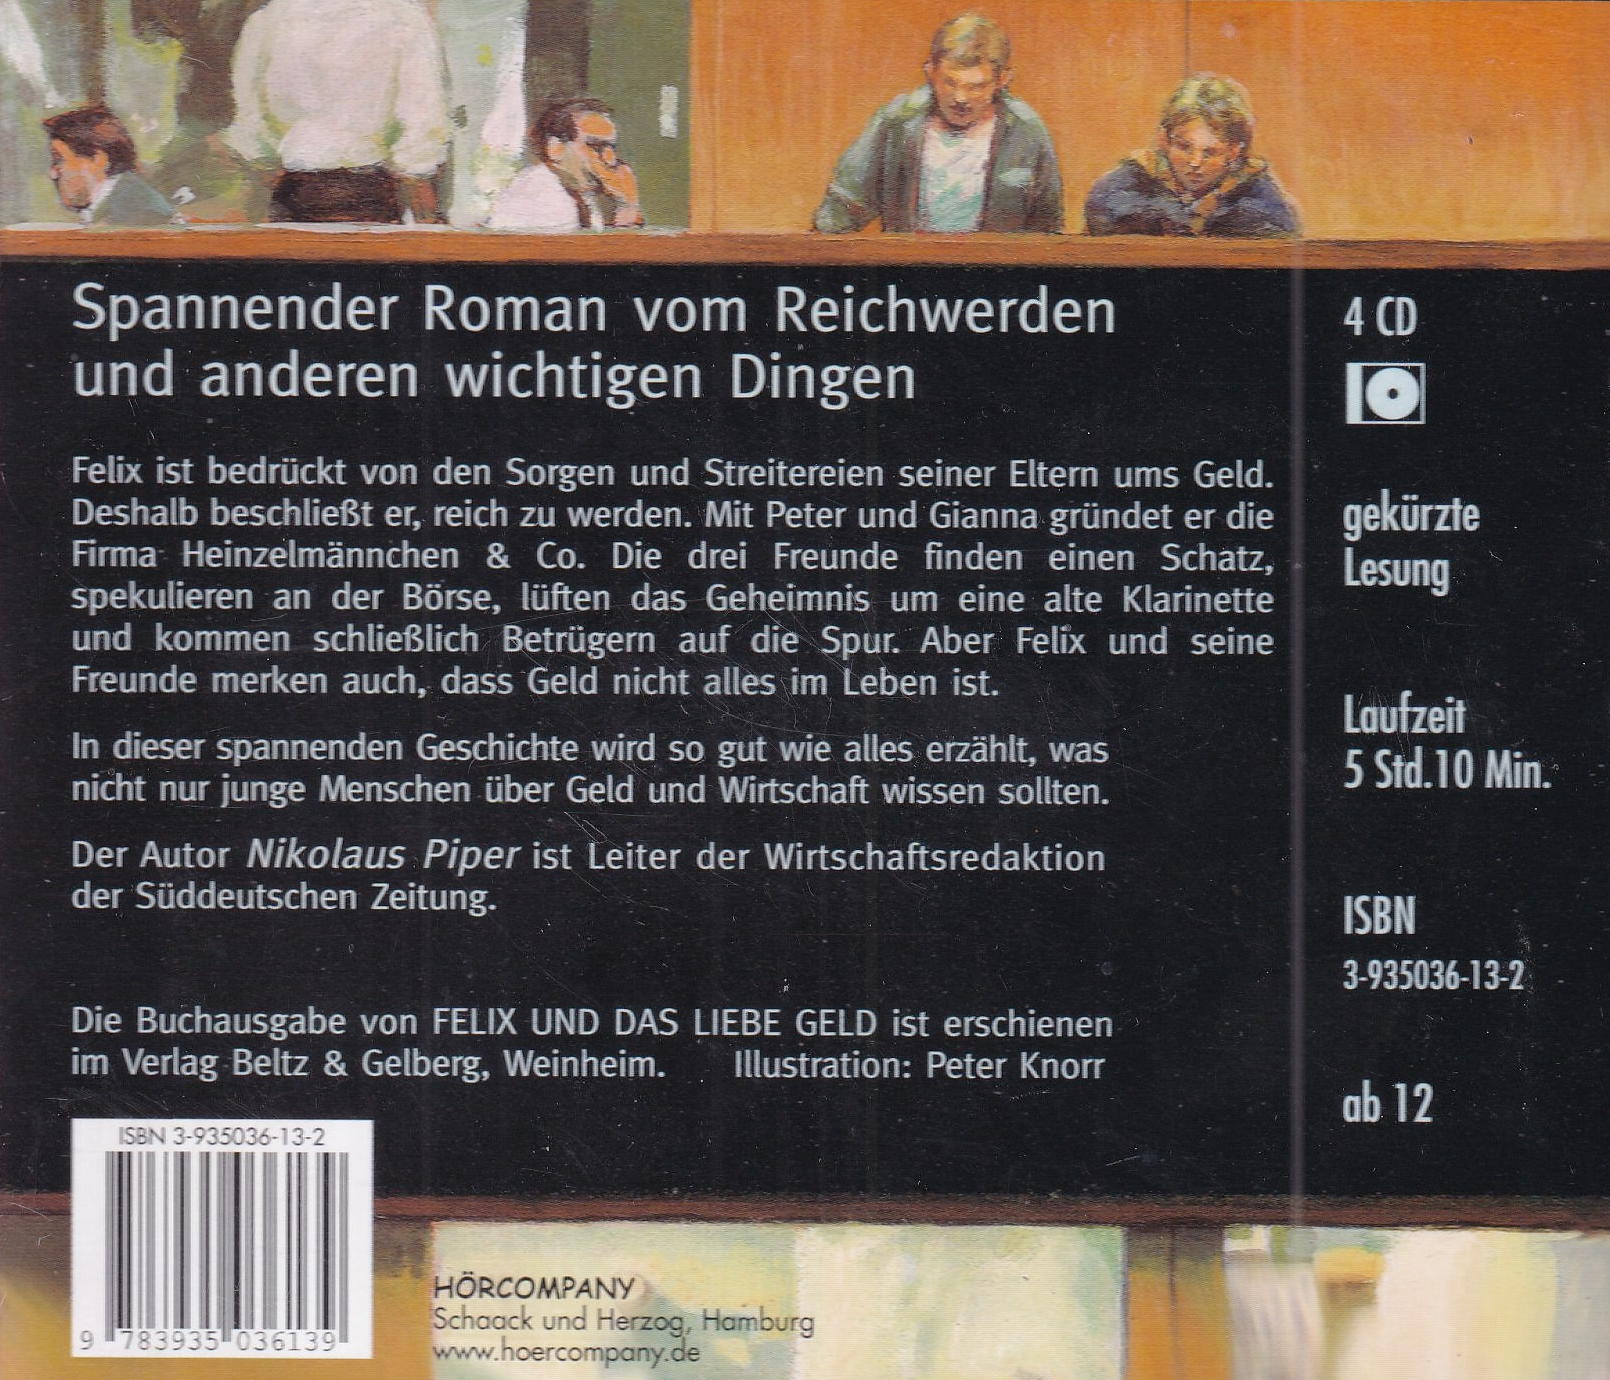 Spannender Roman vom Reichwerden
und anderen wichtigen Dingen
Felix ist bedrückt von den Sorgen und Streitereien seiner Eltern ums Geld.
Deshalb beschließt er, reich zu werden. Mit Peter und Gianna gründet er die
Firma Heinzelmännchen & Co. Die drei Freunde finden einen Schatz,
spekulieren an der Börse, lüften das Geheimnis um eine alte Klarinette
und kommen schließlich Betrügern auf die Spur. Aber Felix und seine
Freunde merken auch, dass Geld nicht alles im Leben ist.
In dieser spannenden Geschichte wird so gut wie alles erzählt, was
nicht nur junge Menschen über Geld und Wirtschaft wissen sollten.
Der Autor Nikolaus Piper ist Leiter der Wirtschaftsredaktion
der Süddeutschen Zeitung.
Die Buchausgabe von FELIX UND DAS LIEBE GELD ist erschienen
im Verlag Beltz & Gelberg, Weinheim. Illustration: Peter Knorr
4 CD
gekürzte
Lesung
Laufzeit
5 Std.10 Min.
ISBN
3-935036-13-2
ab 12
ISBN 3-935036-13-2
9 783935 036139
HÖRCOMPANY
Schaack und Herzog, Hamburg
www.hoercompany.de